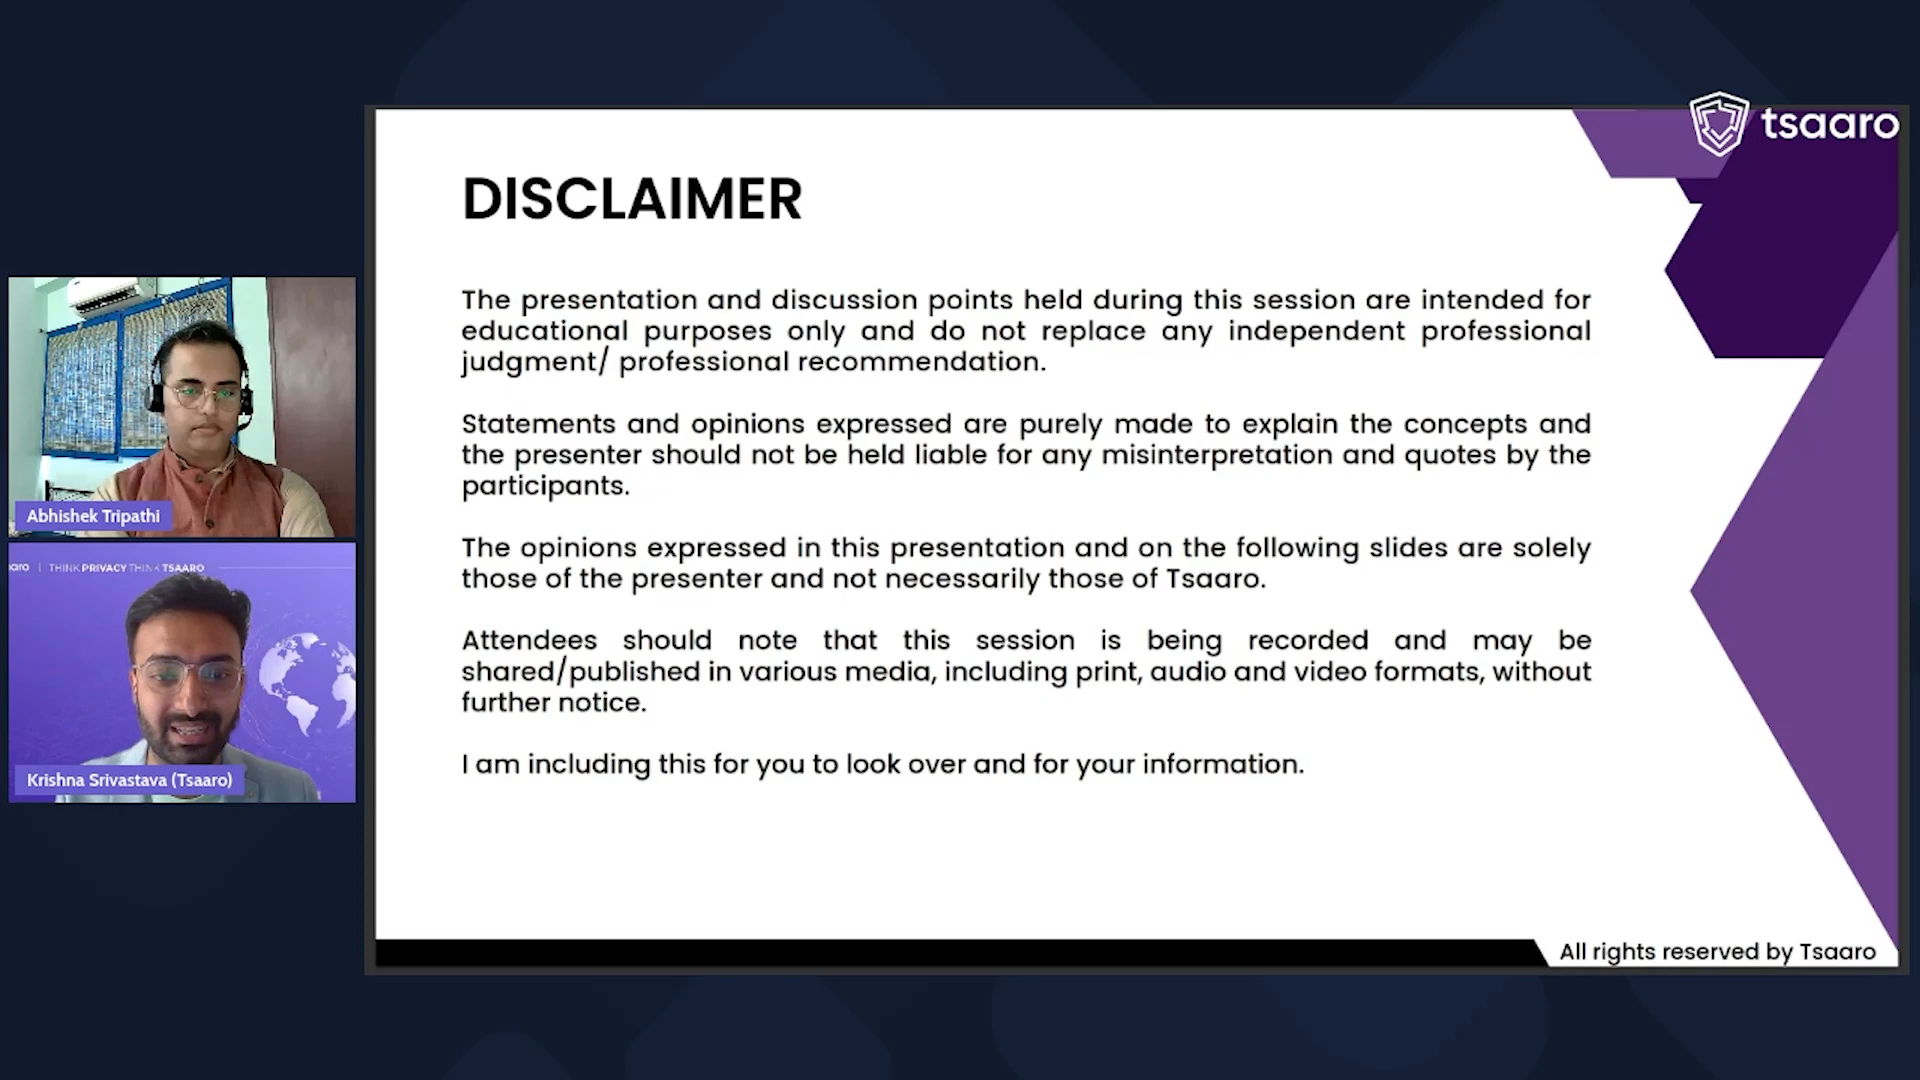 tsaaro
DISCLAIMER
The presentation and discussion points held during this session are intended for
educational purposes only and do not replace any independent professional
judgment/ professional recommendation.
Statements and opinions expressed are purely made to explain the concepts and
the presenter should not be held liable for any misinterpretation and quotes by the
participants.
The opinions expressed in this presentation and on the following slides are solely
those of the presenter and not necessarily those of Tsaaro.
Attendees should note that this session is being recorded and may be
shared/published in various media, including print, audio and video formats, without
further notice.
I am including this for you to look over and for your information.
All rights reserved by Tsaaro
Abhishek Tripathi
aro | THINK PRIVACY THINK TSAARO
Krishna Srivastava (Tsaaro)